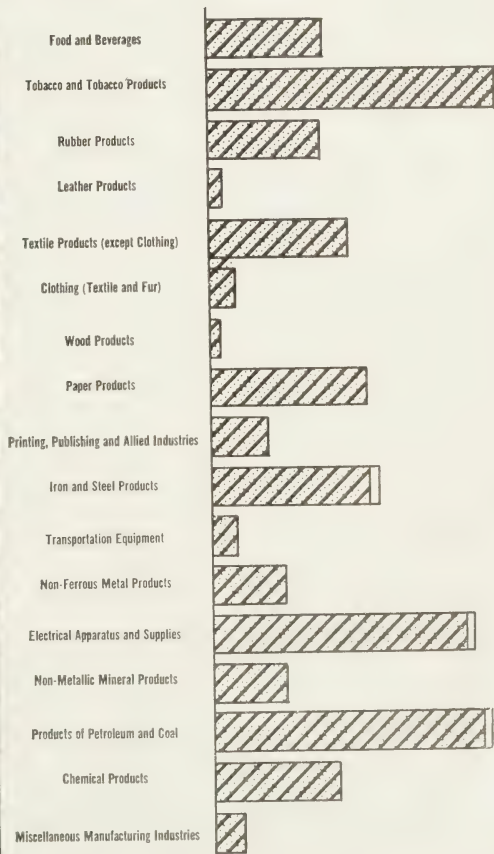 Food and Beverages
Tobacco and Tobacco Products
Rubber Products
Leather Products
Textile Products (except Clothing)
Clothing (Textile and Fur)
Wood Products
Paper Products
Printing, Publishing and Allied Industries
Iron and Steel Products
Transportation Equipment
Non-Ferrous Metal Products
Electrical Apparatus and Supplies
Non-Metallic Mineral Products
Products of Petroleum and Coal
Chemical Products
Miscellaneous Manufacturing Industries